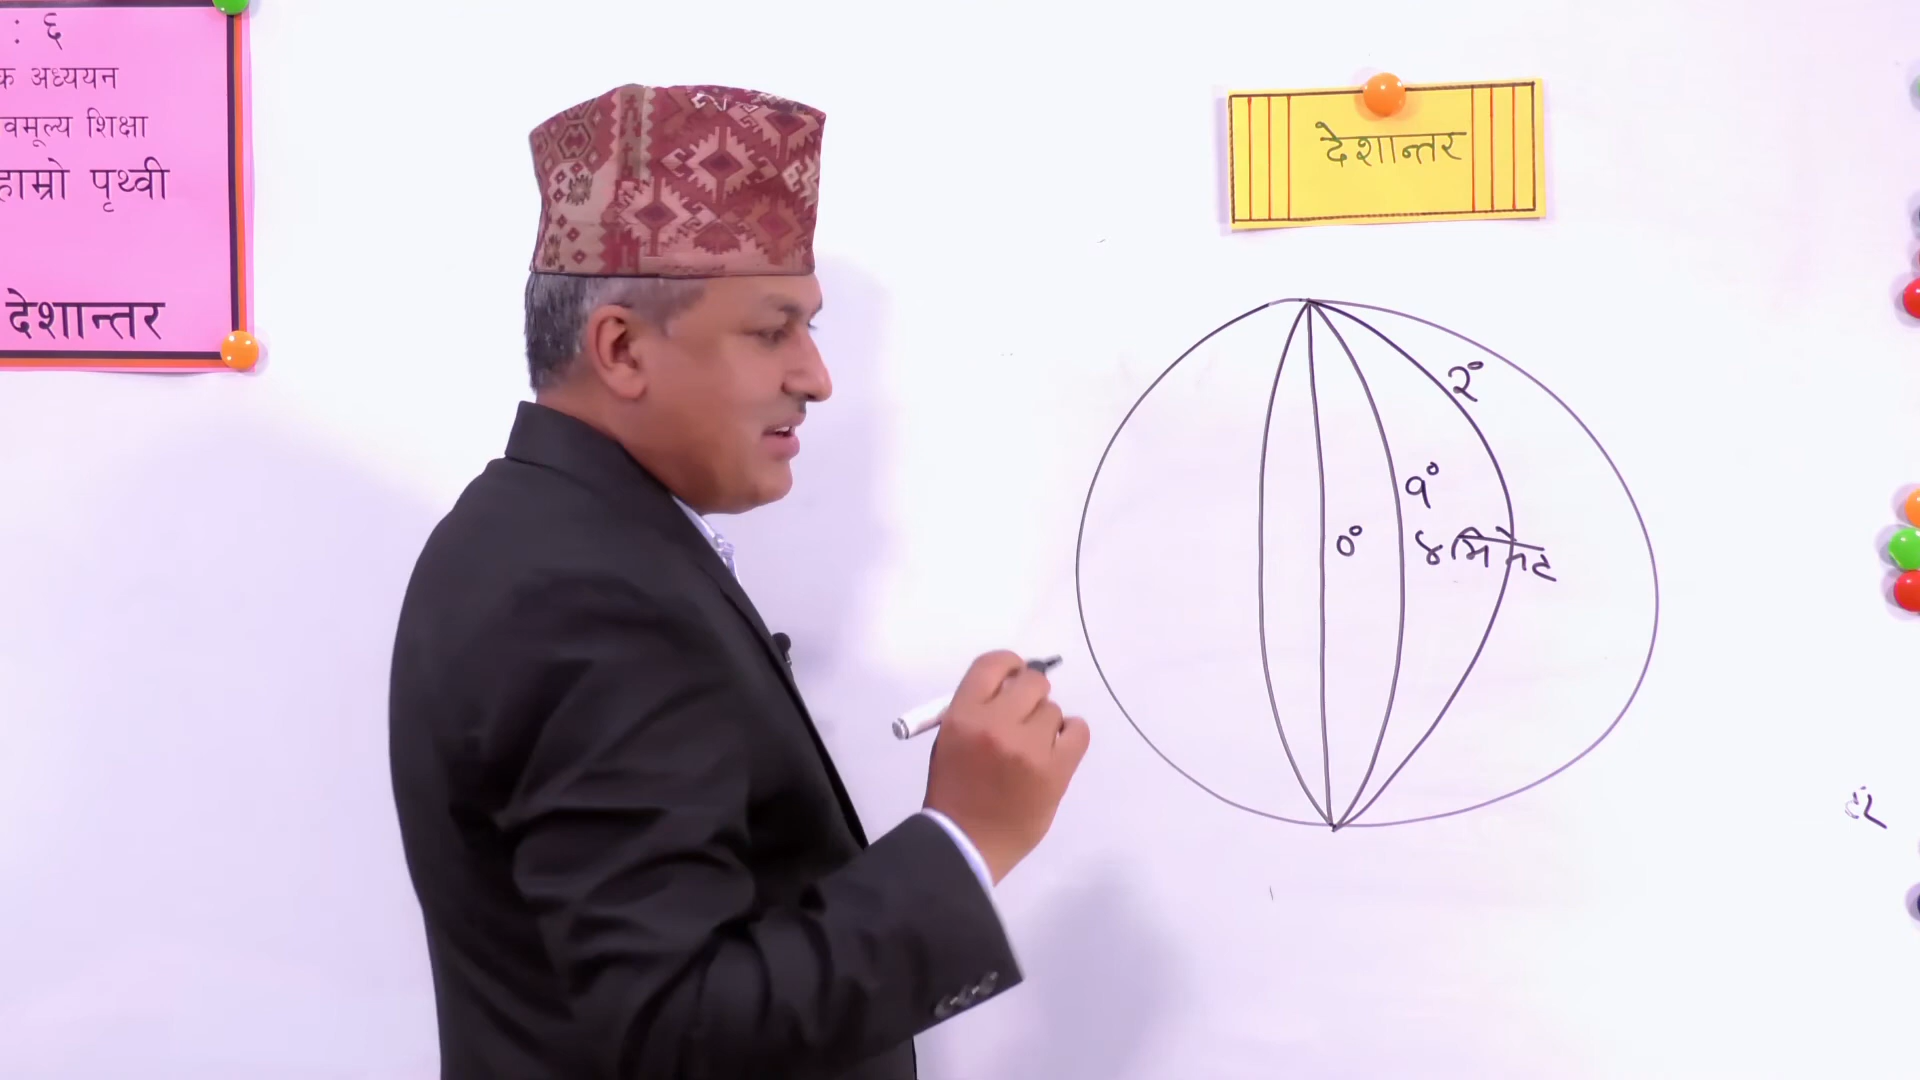 : ६
क अध्ययन
वमूल्य शिक्षा
हाम्रो पृथ्वी
देशान्तर
देशान्तर
२°
१°
०°
४ मिनेट